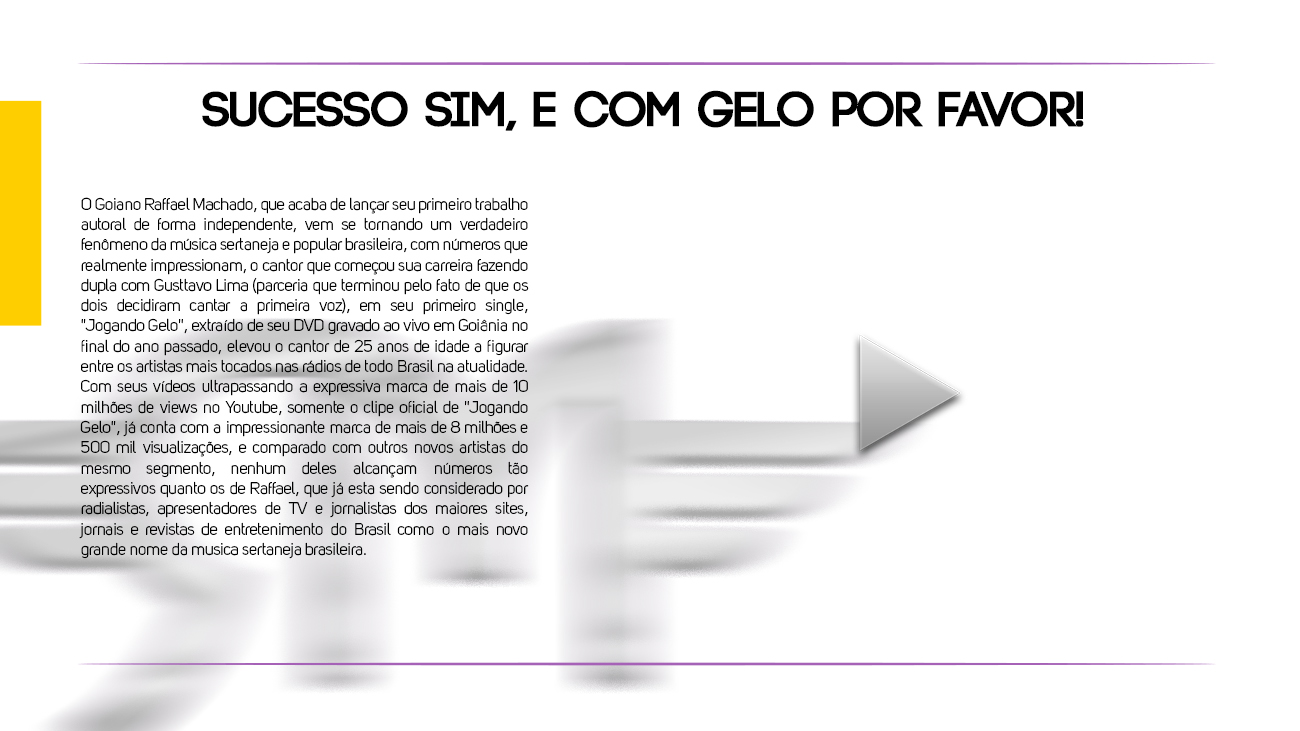 SUCESSO SIM, E COM GELO POR FAVOR!
O Goiano Raffael Machado, que acaba de lançar seu primeiro trabalho
autoral de forma independente, vem se tornando um verdadeiro
fenômeno da música sertaneja e popular brasileira, com números que
realmente impressionam, o cantor que começou sua carreira fazendo
dupla com Gusttavo Lima (parceria que terminou pelo fato de que os
dois decidiram cantar a primeira voz), em seu primeiro single,
"Jogando Gelo", extraído de seu DVD gravado ao vivo em Goiânia no
final do ano passado, elevou o cantor de 25 anos de idade a figurar
entre os artistas mais tocados nas rádios de todo Brasil na atualidade.
Com seus vídeos ultrapassando a expressiva marca de mais de 10
milhões de views no Youtube, somente o clipe oficial de "Jogando
Gelo", já conta com a impressionante marca de mais de 8 milhões e
500 mil visualizações, e comparado com outros novos artistas do
mesmo segmento, nenhum deles alcançam números tão
expressivos quanto os de Raffael, que já esta sendo considerado por
radialistas, apresentadores de TV e jornalistas dos maiores sites,
jornais e revistas de entretenimento do Brasil como o mais novo
grande nome da musica sertaneja brasileira.